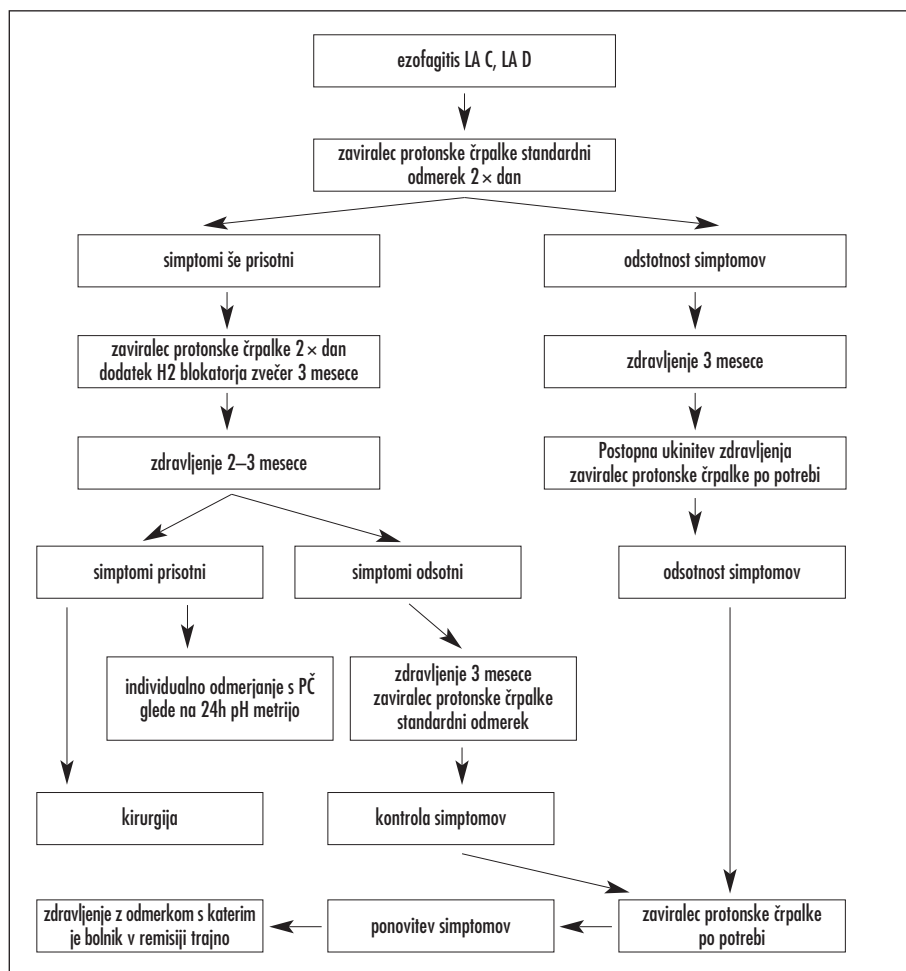 ezofagitis LA C, LA D
zaviralec protonske črpalke standardni
odmerek 2 × dan
simptomi še prisotni
odstotnost simptomov
zaviralec protonske črpalke 2 × dan
dodatek H2 blokatorja zvečer 3 mesece
zdravljenje 3 mesece
zdravljenje 2–3 mesece
Postopna ukinitev zdravljenja
zaviralec protonske črpalke po potrebi
simptomi prisotni
simptomi odsotni
odsotnost simptomov
individualno odmerjanje s PČ
glede na 24h pH metrijo
zdravljenje 3 mesece
zaviralec protonske črpalke
standardni odmerek
kirurgija
kontrola simptomov
zdravljenje z odmerkom s katerim
je bolnik v remisiji trajno
ponovitev simptomov
zaviralec protonske črpalke
po potrebi